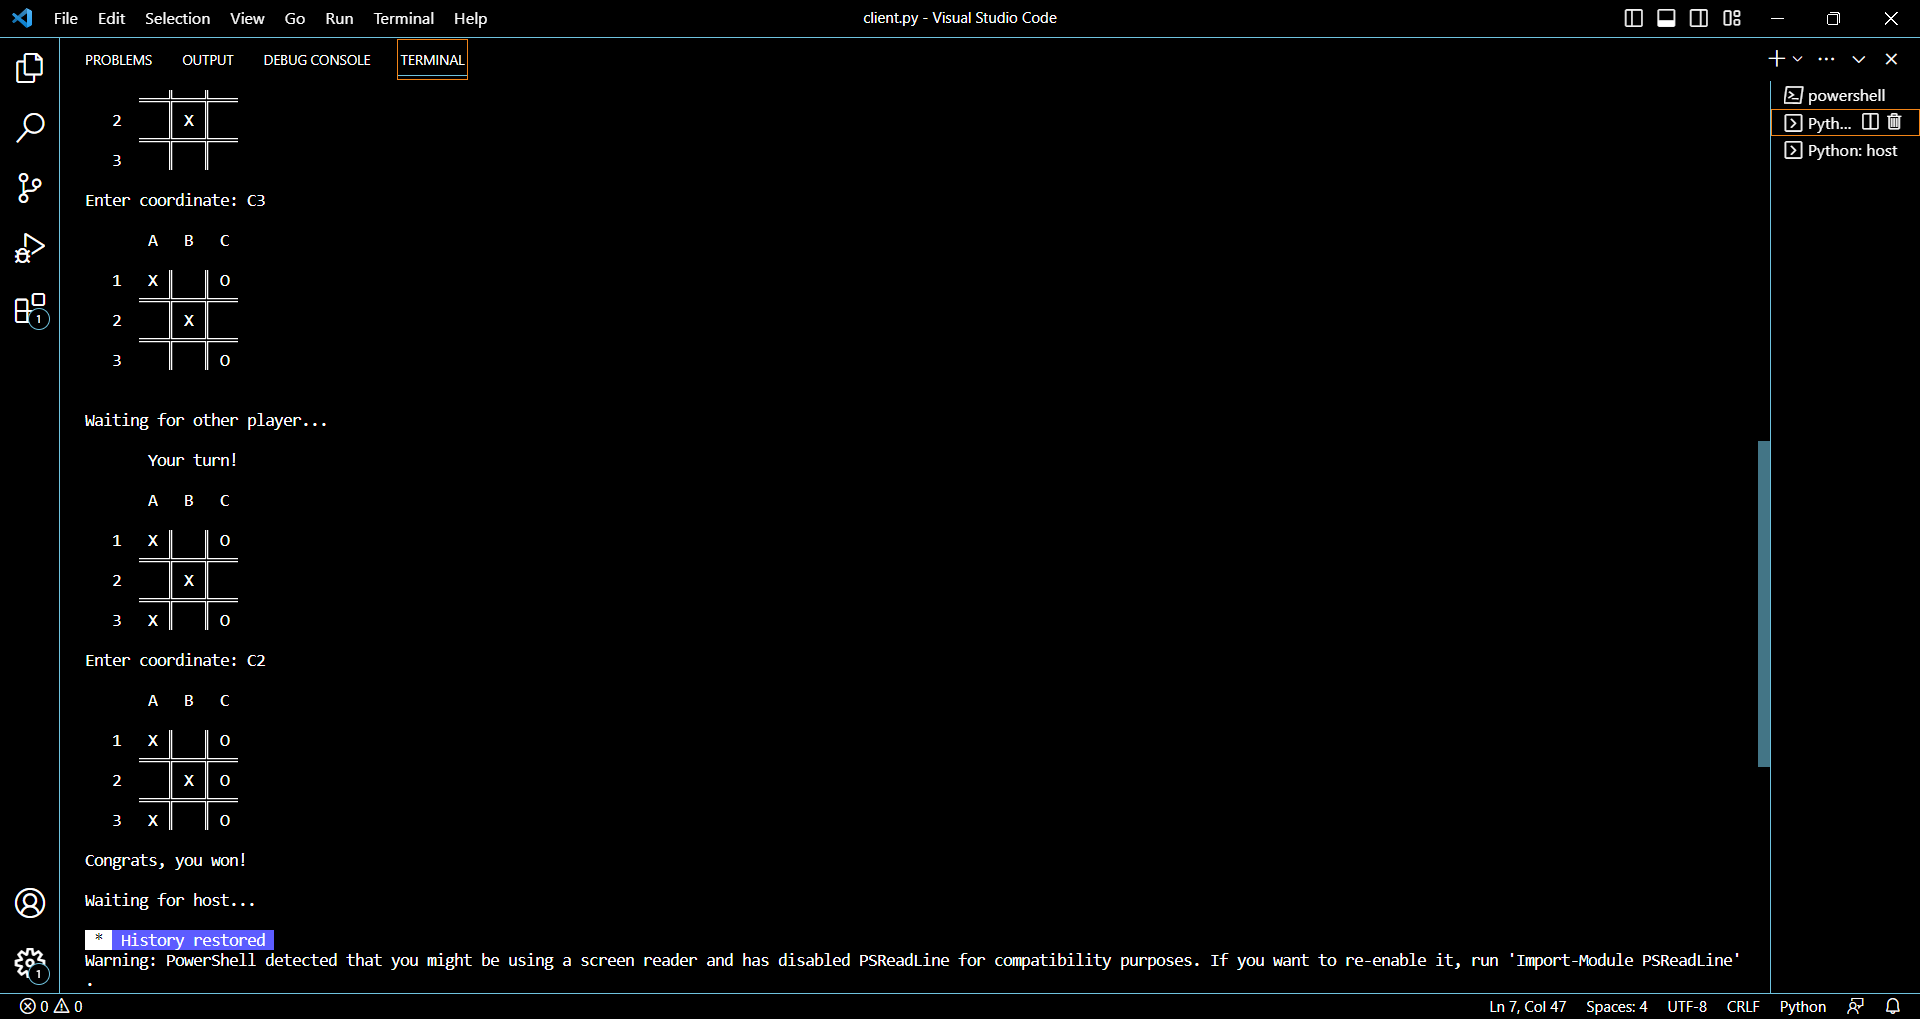 File Edit Selection View Go Run Terminal Help client.py - Visual Studio Code
PROBLEMS OUTPUT DEBUG CONSOLE TERMINAL
powershell
Pyth...
Python: host
2 X
3
Enter coordinate: C3
A B C
1 X O
2 X
3 O
Waiting for other player...
Your turn!
A B C
1 X O
2 X
3 X O
Enter coordinate: C2
A B C
1 X O
2 X O
3 X O
Congrats, you won!
Waiting for host...
* History restored
Warning: PowerShell detected that you might be using a screen reader and has disabled PSReadLine for compatibility purposes. If you want to re-enable it, run 'Import-Module PSReadLine'
.
1
1
0 0 Ln 7, Col 47 Spaces: 4 UTF-8 CRLF Python